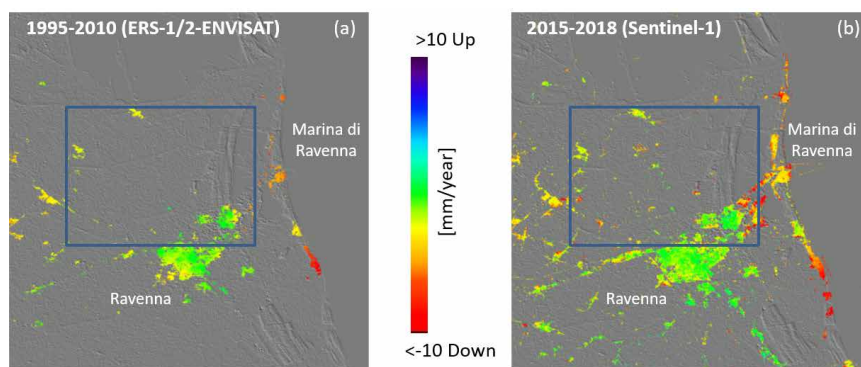 1995-2010 (ERS-1/2-ENVISAT) (a)
Marina di
Ravenna
Ravenna
>10 Up
[mm/year]
<-10 Down
2015-2018 (Sentinel-1) (b)
Marina di
Ravenna
Ravenna